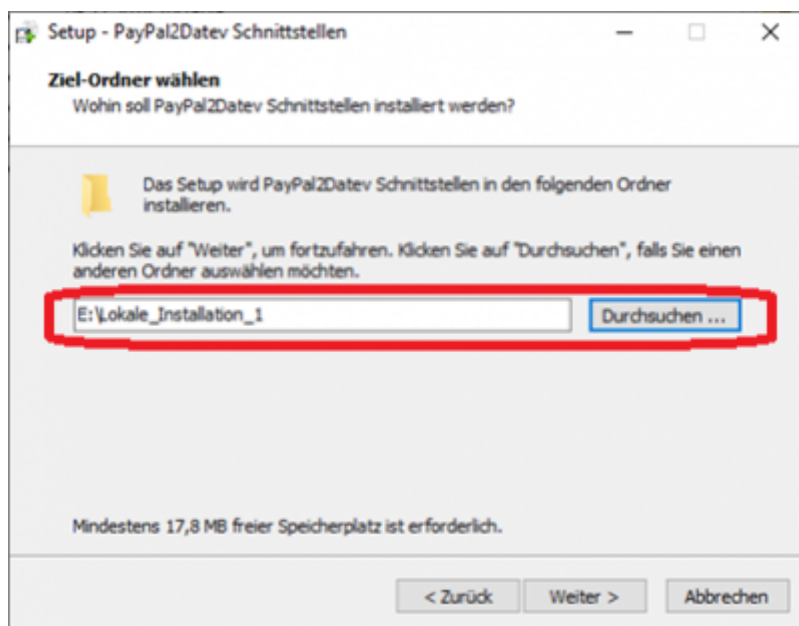 Setup - PayPal2Datev Schnittstellen
Ziel-Ordner wählen
Wohin soll PayPal2Datev Schnittstellen installiert werden?
Das Setup wird PayPal2Datev Schnittstellen in den folgenden Ordner
installieren.
Klicken Sie auf "Weiter", um fortzufahren. Klicken Sie auf "Durchsuchen", falls Sie einen
anderen Ordner auswählen möchten.
E:\Lokale_Installation_1
Durchsuchen ...
Mindestens 17,8 MB freier Speicherplatz ist erforderlich.
< Zurück
Weiter >
Abbrechen